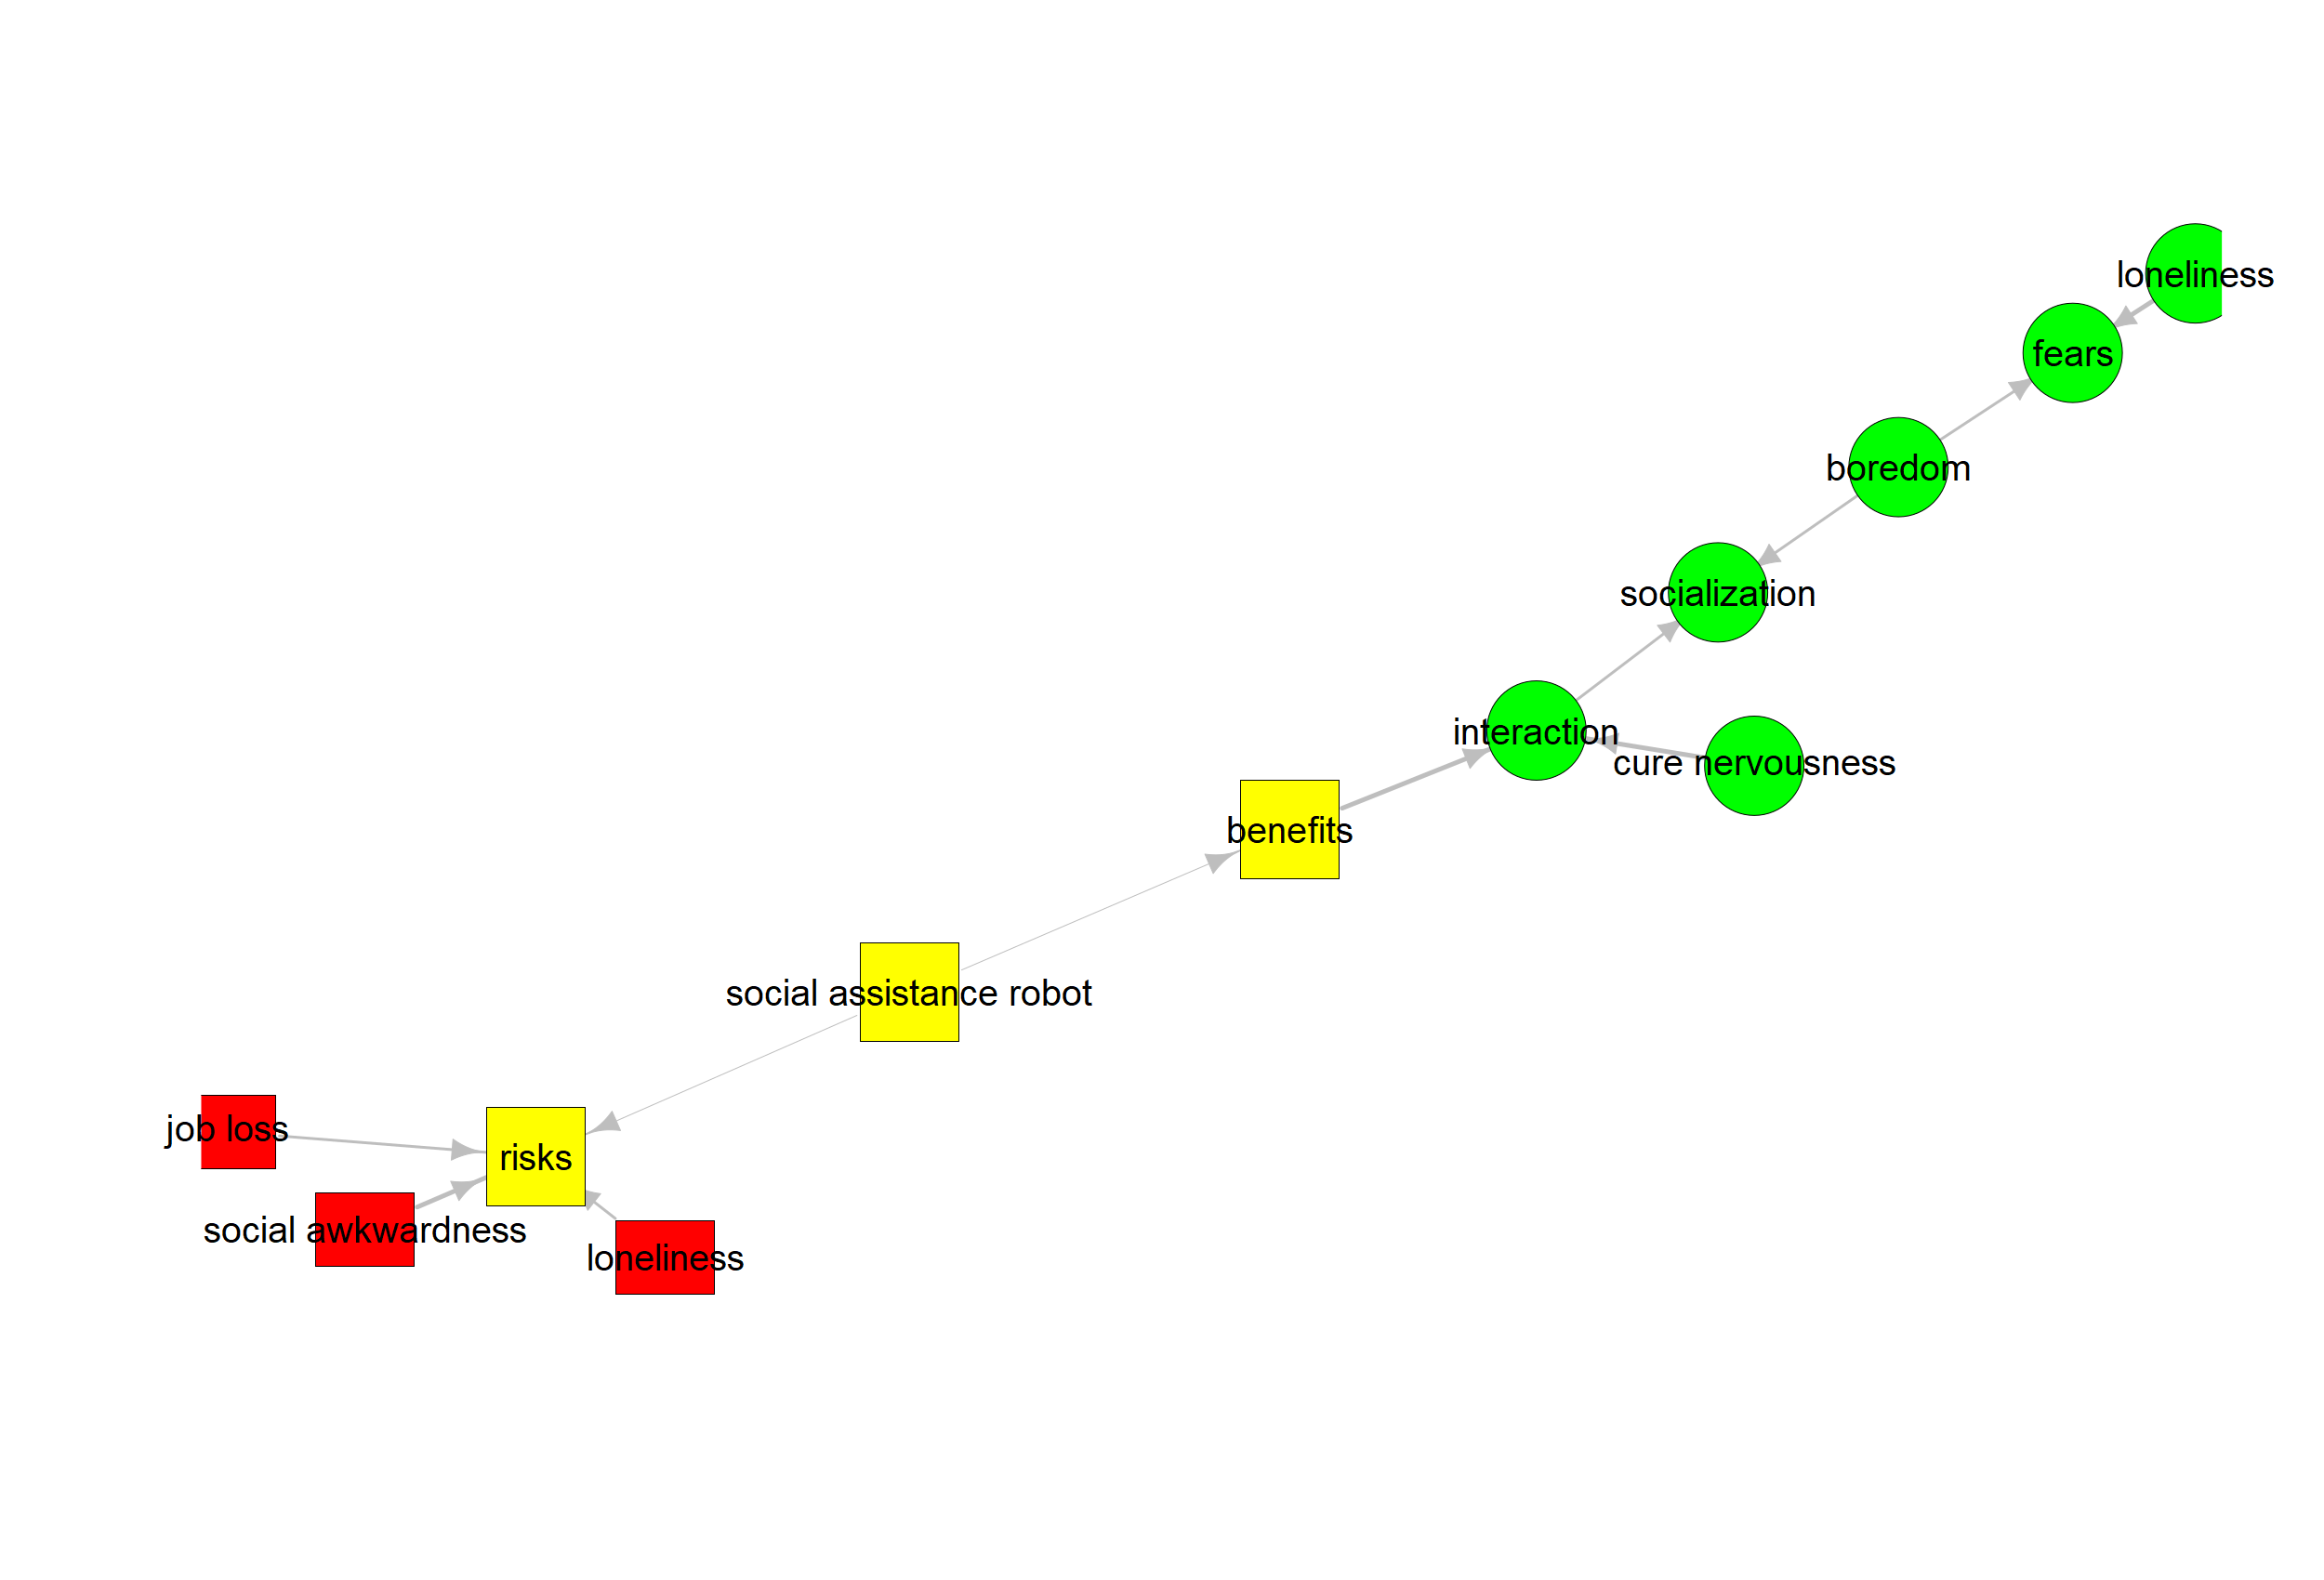 loneliness
fears
boredom
socialization
interaction
cure nervousness
benefits
social assistance robot
job loss
risks
social awkwardness
loneliness